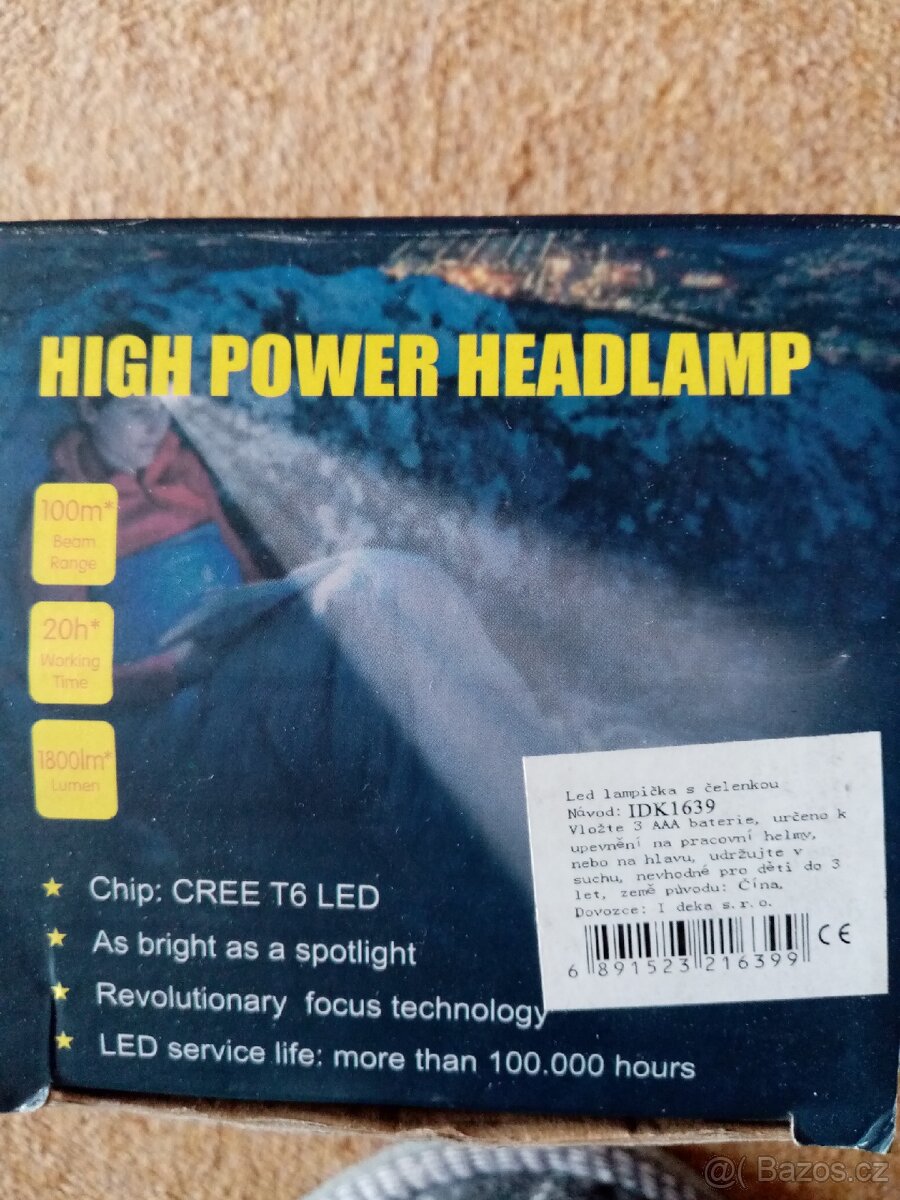 HIGH POWER HEADLAMP
100m*
Beam
Range
20h*
Working
Time
1800lm*
Lumen
Led lampička s čelenkou
Návod: IDK1639
Vložte 3 AAA baterie, určeno k
upevnění na pracovní helmy,
nebo na hlavu, udržujte v
suchu, nevhodné pro děti do 3
let, země původu: Čína.
Dovozce: I deka s.r.o.
6 891523 216399
CE
★ Chip: CREE T6 LED
★ As bright as a spotlight
★ Revolutionary focus technology
★ LED service life: more than 100.000 hours
@( Bazoš.cz